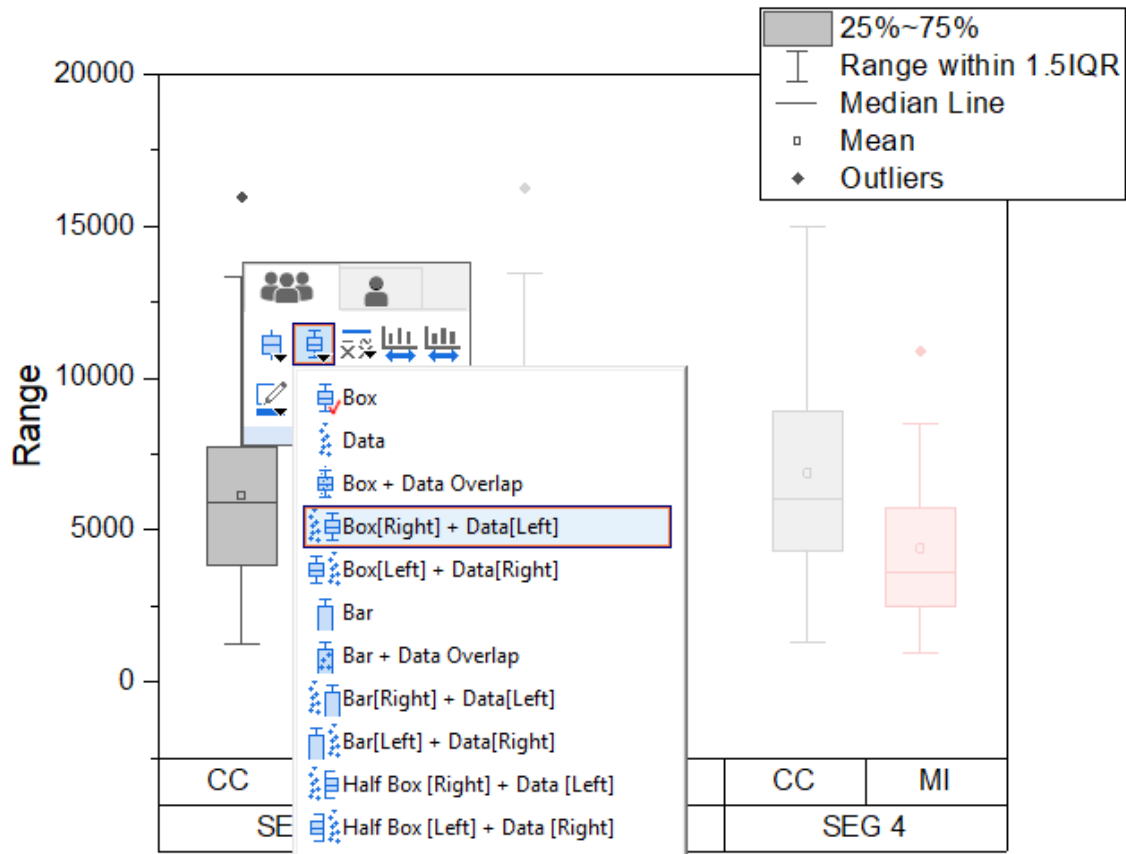 25%~75%
Range within 1.5IQR
Median Line
Mean
Outliers
20000
15000
10000
5000
0
Range
Box
Data
Box + Data Overlap
Box[Right] + Data[Left]
Box[Left] + Data[Right]
Bar
Bar + Data Overlap
Bar[Right] + Data[Left]
Bar[Left] + Data[Right]
Half Box [Right] + Data [Left]
Half Box [Left] + Data [Right]
CC CC MI
SE SEG 4